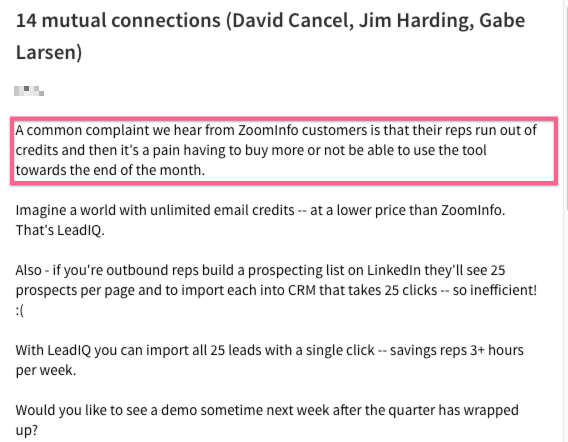 14 mutual connections (David Cancel, Jim Harding, Gabe
Larsen)
A common complaint we hear from ZoomInfo customers is that their reps run out of
credits and then it's a pain having to buy more or not be able to use the tool
towards the end of the month.
Imagine a world with unlimited email credits -- at a lower price than ZoomInfo.
That's LeadIQ.
Also - if you're outbound reps build a prospecting list on LinkedIn they'll see 25
prospects per page and to import each into CRM that takes 25 clicks -- so inefficient!
:(
With LeadIQ you can import all 25 leads with a single click -- savings reps 3+ hours
per week.
Would you like to see a demo sometime next week after the quarter has wrapped
up?